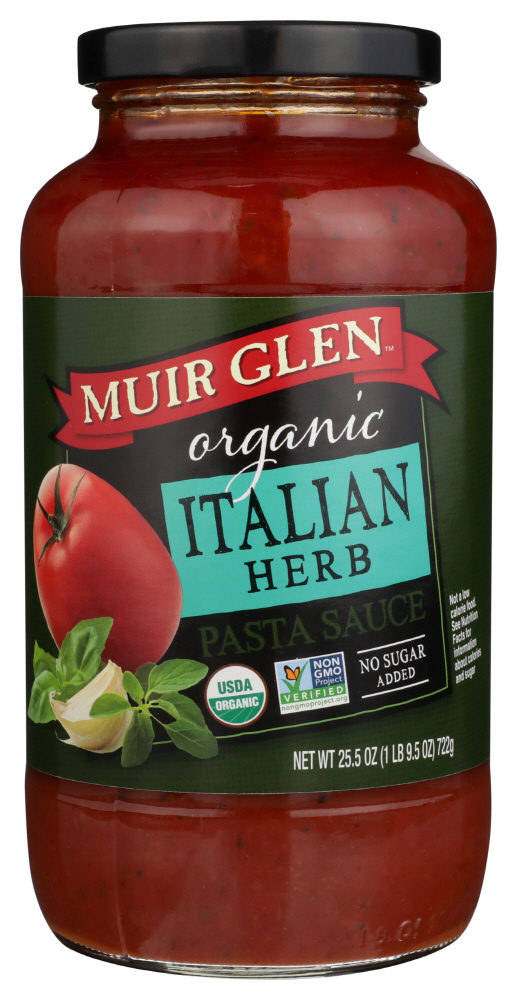 MUIR GLEN™
organic
ITALIAN
HERB
PASTA SAUCE
USDA
ORGANIC
NON
GMO
Project
VERIFIED
nongmoproject.org
NO SUGAR
ADDED
Not a low
calorie food.
See Nutrition
Facts for
information
about calories
and sugar
NET WT 25.5 OZ (1 LB 9.5 OZ) 722g